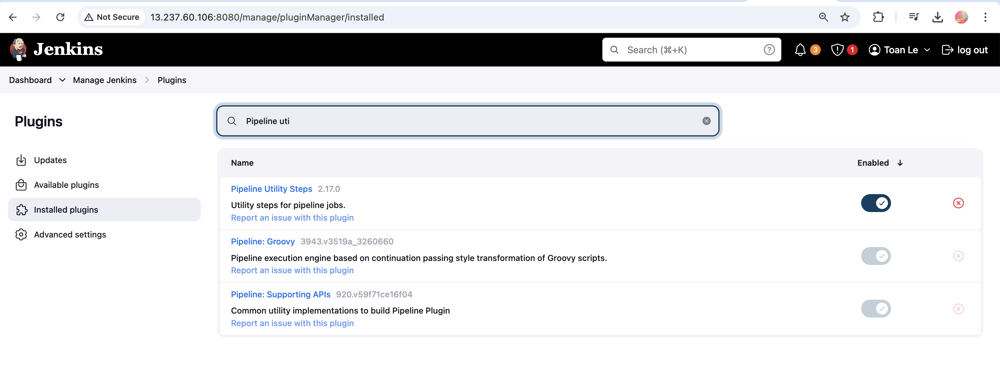 Not Secure 13.237.60.106:8080/manage/pluginManager/installed
Jenkins
Search (⌘+K)
3
1
Toan Le
log out
Dashboard
Manage Jenkins
Plugins
Plugins
Updates
Available plugins
Installed plugins
Advanced settings
Pipeline uti
Name Enabled
Pipeline Utility Steps 2.17.0
Utility steps for pipeline jobs.
Report an issue with this plugin
Pipeline: Groovy 3943.v3519a_3260660
Pipeline execution engine based on continuation passing style transformation of Groovy scripts.
Report an issue with this plugin
Pipeline: Supporting APIs 920.v59f71ce16f04
Common utility implementations to build Pipeline Plugin
Report an issue with this plugin